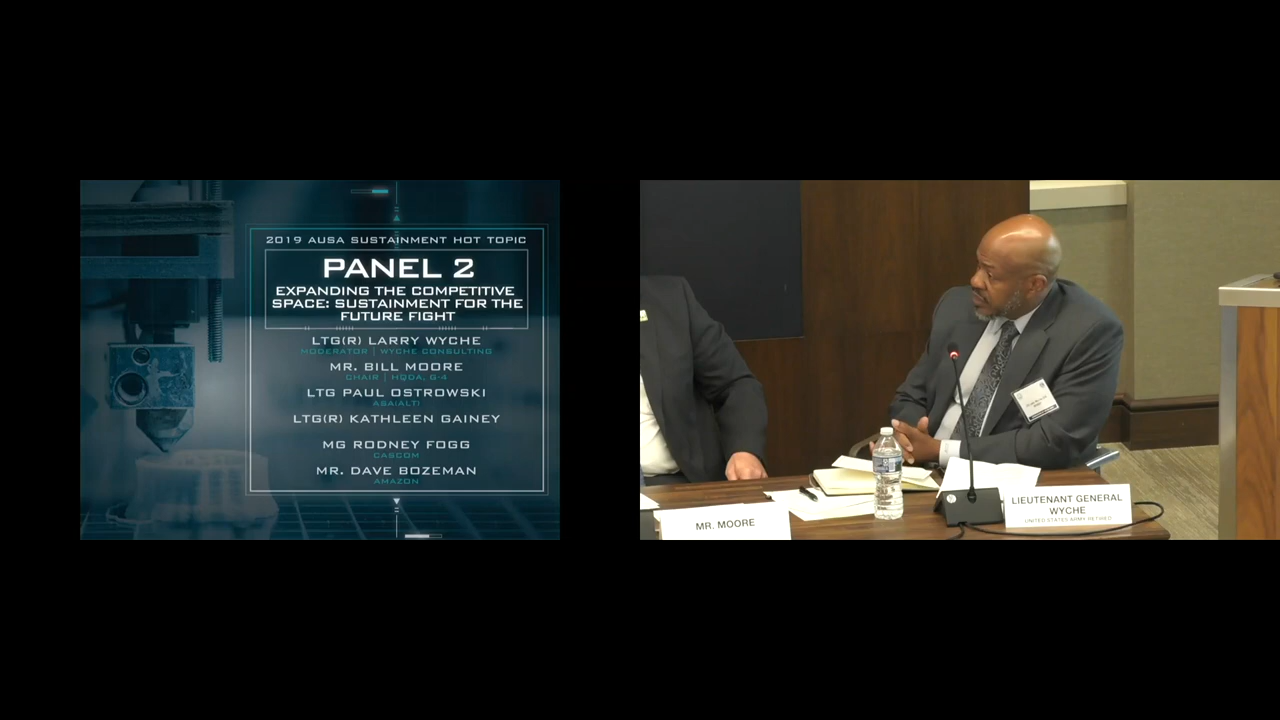 2019 AUSA SUSTAINMENT HOT TOPIC
PANEL 2
EXPANDING THE COMPETITIVE
SPACE: SUSTAINMENT FOR THE
FUTURE FIGHT
LTG(R) LARRY WYCHE
MODERATOR | WYCHE CONSULTING
MR. BILL MOORE
CHAIR | HQDA, G-4
LTG PAUL OSTROWSKI
ASA(ALT)
LTG(R) KATHLEEN GAINEY
MG RODNEY FOGG
CASCOM
MR. DAVE BOZEMAN
AMAZON
MR. MOORE
LIEUTENANT GENERAL
WYCHE
UNITED STATES ARMY RETIRED